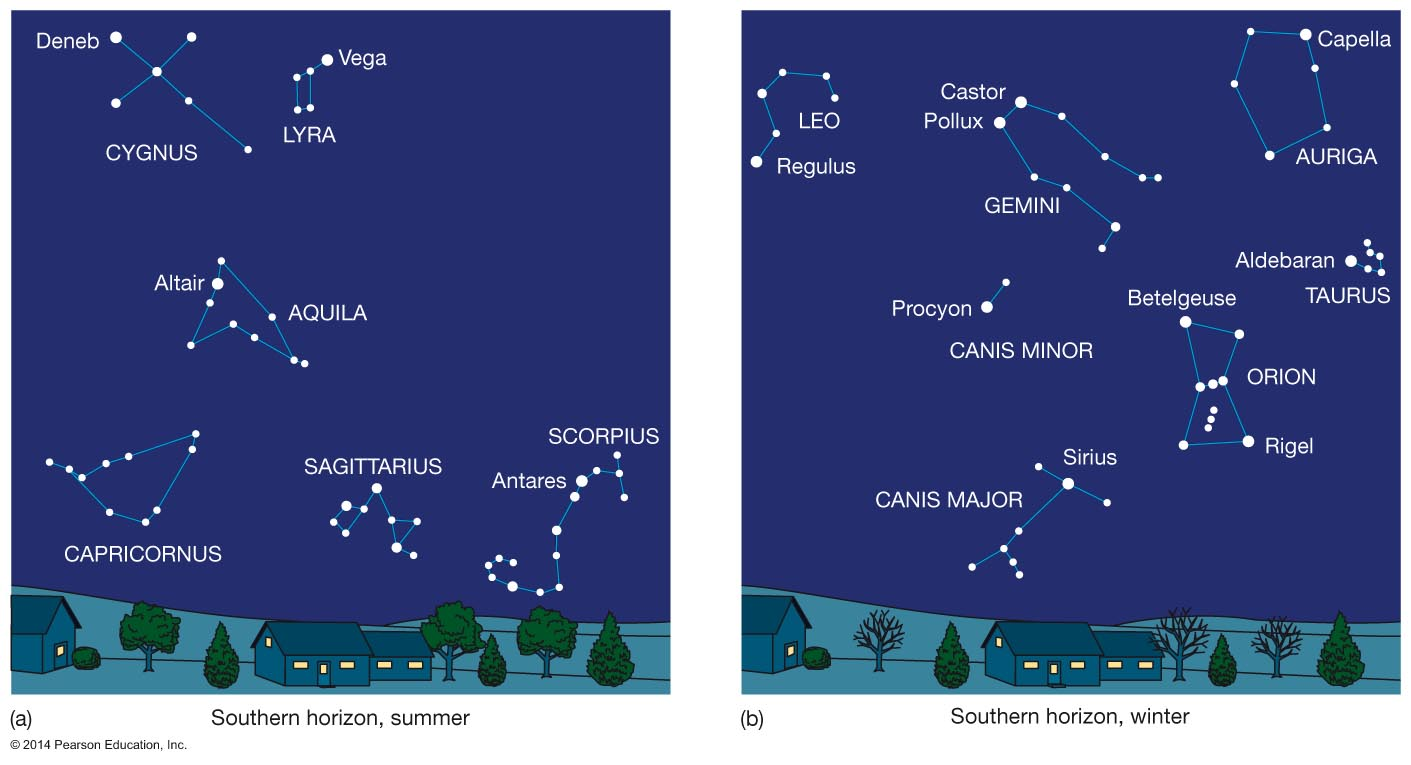 Deneb
Vega
LYRA
CYGNUS
Altair
AQUILA
SCORPIUS
SAGITTARIUS
Antares
CAPRICORNUS
(a)
Southern horizon, summer
Capella
Castor
Pollux
LEO
AURIGA
Regulus
GEMINI
Aldebaran
TAURUS
Betelgeuse
Procyon
CANIS MINOR
ORION
Rigel
Sirius
CANIS MAJOR
(b)
Southern horizon, winter
© 2014 Pearson Education, Inc.